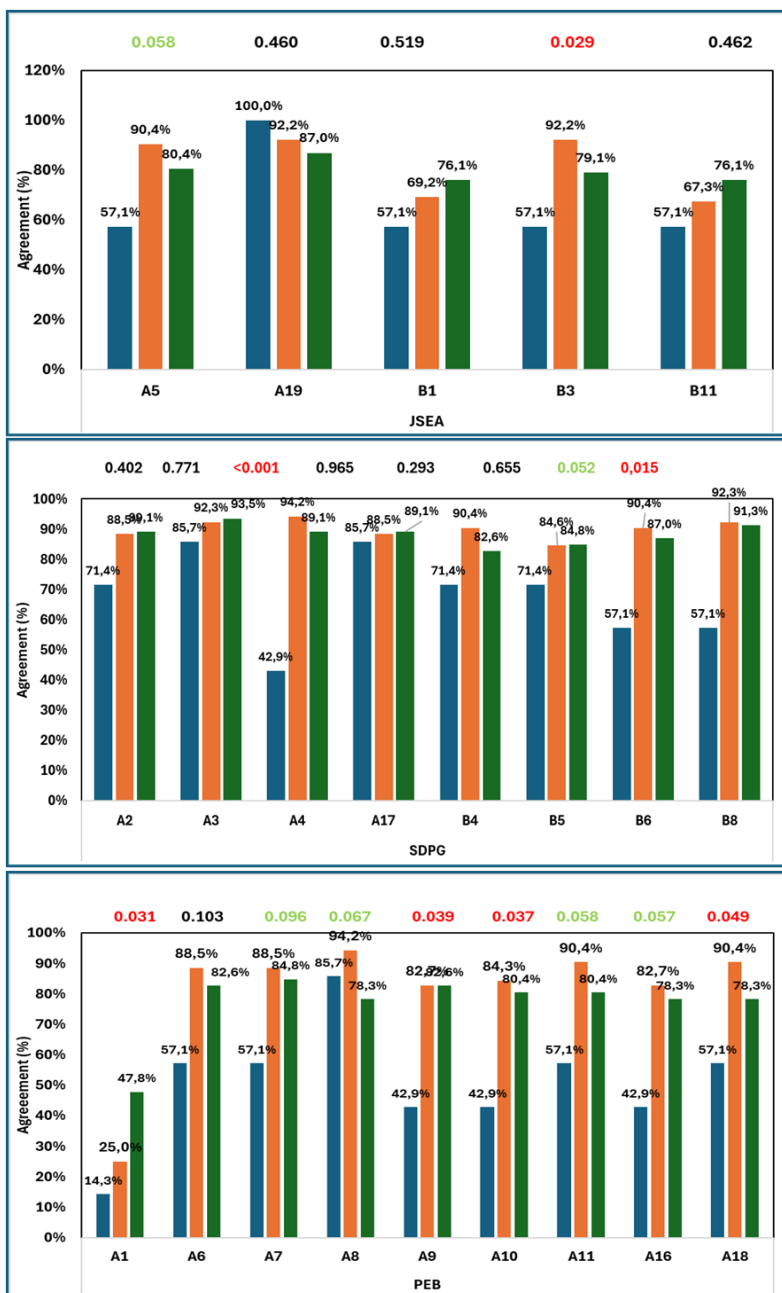 0.058 0.460 0.519 0.029 0.462
120%
100%
80%
60%
40%
20%
0%
Agreement (%)
57,1% 90,4% 80,4%
100,0% 92,2% 87,0%
57,1% 69,2% 76,1%
57,1% 92,2% 79,1%
57,1% 67,3% 76,1%
A5 A19 B1 B3 B11
JSEA
0.402 0.771 <0.001 0.965 0.293 0.655 0.052 0,015
100%
90%
80%
70%
60%
50%
40%
30%
20%
10%
0%
Agreement (%)
71,4% 88,5% 89,1%
85,7% 92,3% 93,5%
42,9% 94,2% 89,1%
85,7% 88,5% 89,1%
71,4% 90,4% 82,6%
71,4% 84,6% 84,8%
57,1% 90,4% 87,0%
57,1% 92,3% 91,3%
A2 A3 A4 A17 B4 B5 B6 B8
SDPG
0.031 0.103 0.096 0.067 0.039 0.037 0.058 0.057 0.049
100%
90%
80%
70%
60%
50%
40%
30%
20%
10%
0%
Agreeement (%)
14,3% 25,0% 47,8%
57,1% 88,5% 82,6%
57,1% 88,5% 84,8%
85,7% 94,2% 78,3%
42,9% 82,7% 82,6%
42,9% 84,3% 80,4%
57,1% 90,4% 80,4%
42,9% 82,7% 78,3%
57,1% 90,4% 78,3%
A1 A6 A7 A8 A9 A10 A11 A16 A18
PEB